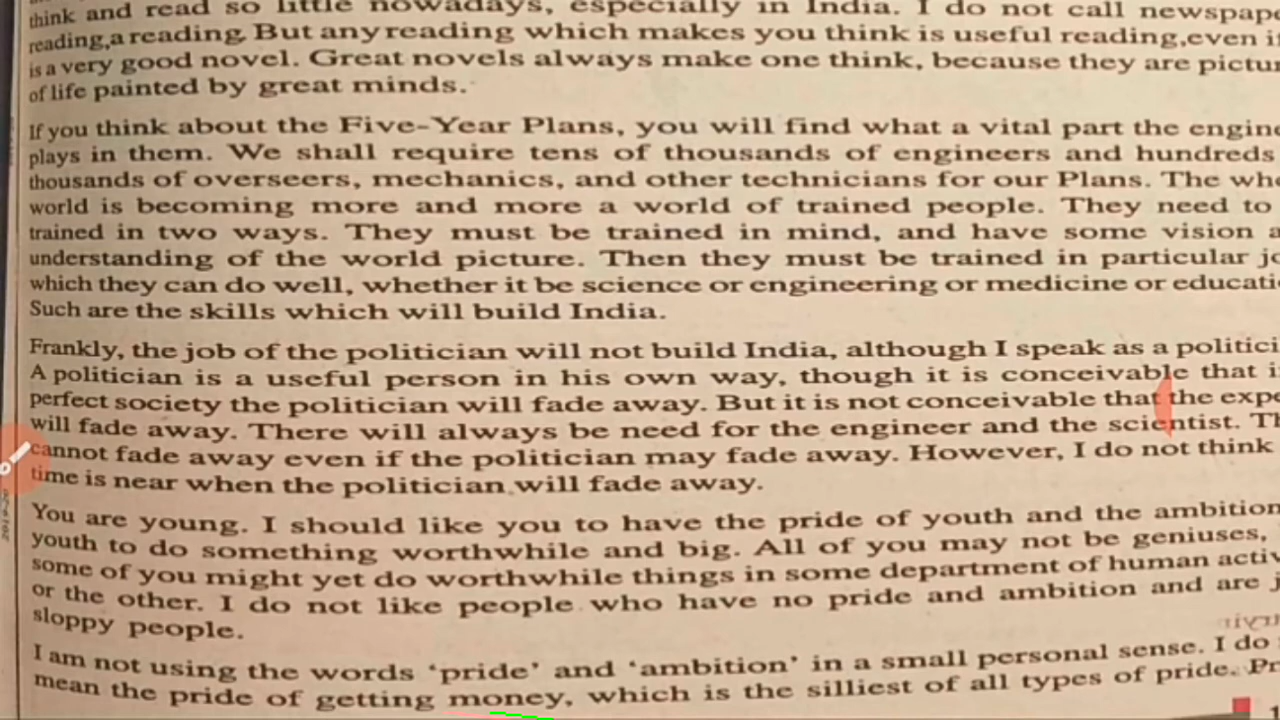 think and read so little nowadays, especially in India. I do not call newspape
reading,a reading. But any reading which makes you think is useful reading,even if
is a very good novel. Great novels always make one think, because they are pictur
of life painted by great minds.
If you think about the Five-Year Plans, you will find what a vital part the engine
plays in them. We shall require tens of thousands of engineers and hundreds
thousands of overseers, mechanics, and other technicians for our Plans. The who
world is becoming more and more a world of trained people. They need to
trained in two ways. They must be trained in mind, and have some vision a
understanding of the world picture. Then they must be trained in particular jo
which they can do well, whether it be science or engineering or medicine or educati
Such are the skills which will build India.
Frankly, the job of the politician will not build India, although I speak as a politici
A politician is a useful person in his own way, though it is conceivable that i
perfect society the politician will fade away. But it is not conceivable that the expe
will fade away. There will always be need for the engineer and the scientist. Th
cannot fade away even if the politician may fade away. However, I do not think
time is near when the politician will fade away.
You are young. I should like you to have the pride of youth and the ambition
youth to do something worthwhile and big. All of you may not be geniuses,
some of you might yet do worthwhile things in some department of human activ
or the other. I do not like people who have no pride and ambition and are j
sloppy people.
I am not using the words ‘pride’ and ‘ambition’ in a small personal sense. I do
mean the pride of getting money, which is the silliest of all types of pride. Pr
1